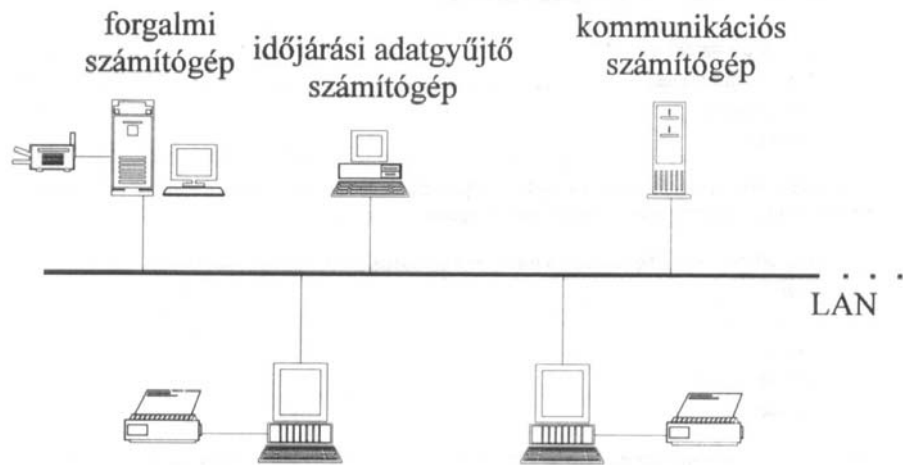 forgalmi
számítógép
időjárási adatgyűjtő
számítógép
kommunikációs
számítógép
LAN